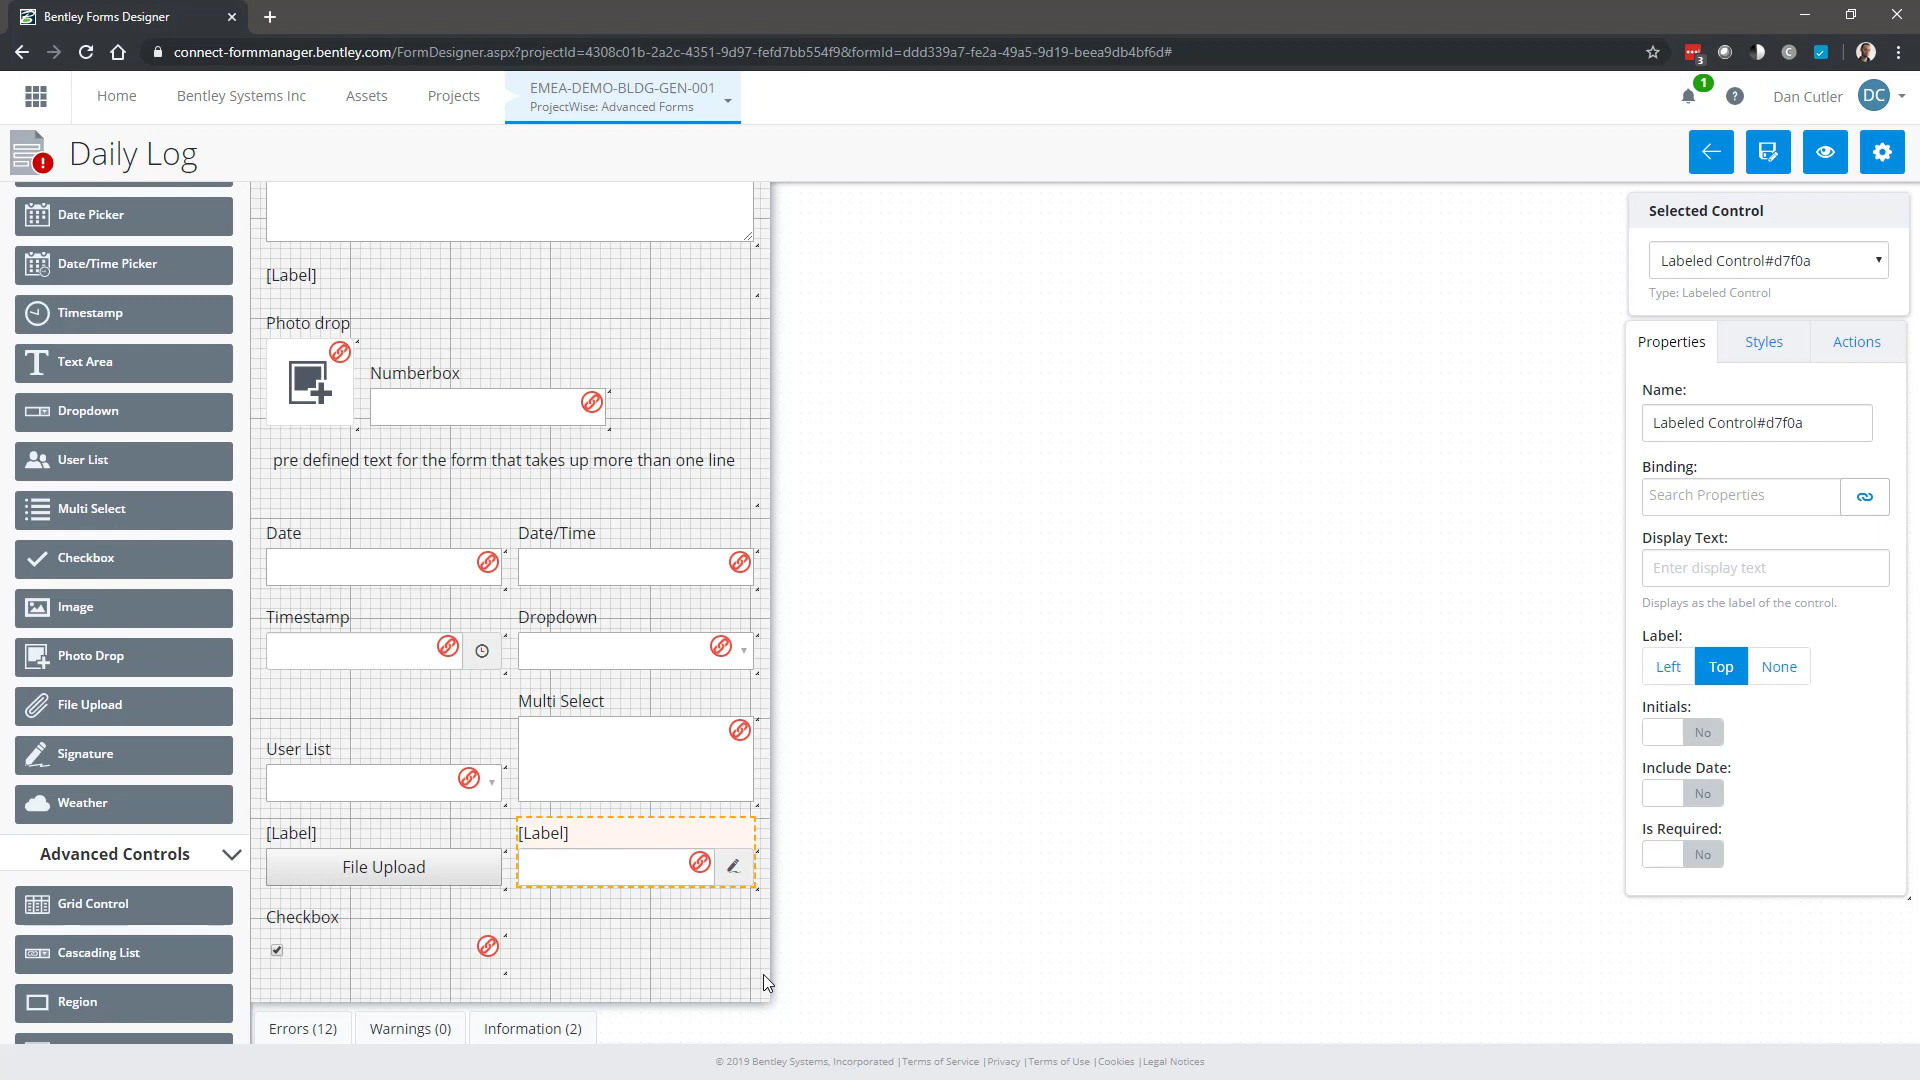 Bentley Forms Designer
connect-formmanager.bentley.com/FormDesigner.aspx?projectId=4308c01b-2a2c-4351-9d97-fefd7bb554f9&formId=ddd339a7-fe2a-49a5-9d19-beea9db4bf6d#
3
Home
Bentley Systems Inc
Assets
Projects
EMEA-DEMO-BLDG-GEN-001
ProjectWise: Advanced Forms
1
Dan Cutler
DC
Daily Log
Date Picker
Date/Time Picker
Timestamp
Text Area
Dropdown
User List
Multi Select
Checkbox
Image
Photo Drop
File Upload
Signature
Weather
Advanced Controls
Grid Control
Cascading List
Region
[Label]
Photo drop
Numberbox
pre defined text for the form that takes up more than one line
Date
Date/Time
Timestamp
Dropdown
Multi Select
User List
[Label]
[Label]
File Upload
Checkbox
Errors (12)
Warnings (0)
Information (2)
Selected Control
Labeled Control#d7f0a
Type: Labeled Control
Properties
Styles
Actions
Name:
Labeled Control#d7f0a
Binding:
Search Properties
Display Text:
Enter display text
Displays as the label of the control.
Label:
Left
Top
None
Initials:
No
Include Date:
No
Is Required:
No
© 2019 Bentley Systems, Incorporated |Terms of Service |Privacy |Terms of Use |Cookies |Legal Notices